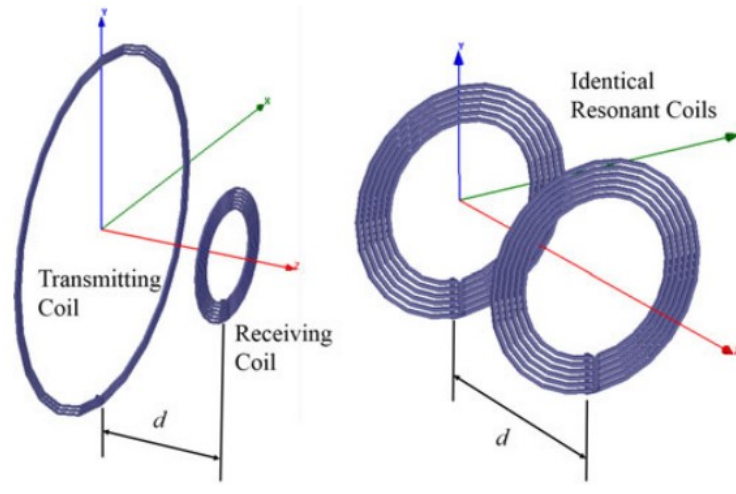 Y
X
Z
Transmitting
Coil
Receiving
Coil
d
Y
Identical
Resonant Coils
d